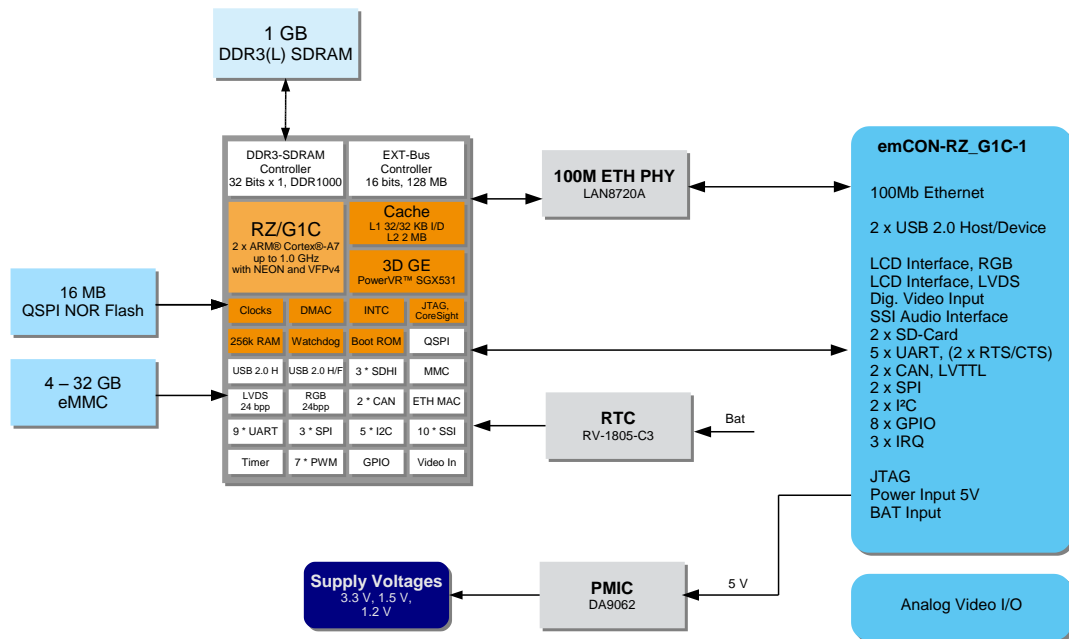 1 GB
DDR3(L) SDRAM
DDR3-SDRAM
Controller
32 Bits x 1, DDR1000
EXT-Bus
Controller
16 bits, 128 MB
RZ/G1C
2 x ARM® Cortex®-A7
up to 1.0 GHz
with NEON and VFPv4
Cache
L1 32/32 KB I/D
L2 2 MB
3D GE
PowerVR™ SGX531
Clocks
DMAC
INTC
JTAG,
CoreSight
256k RAM
Watchdog
Boot ROM
QSPI
USB 2.0 H
USB 2.0 H/F
3 * SDHI
MMC
LVDS
24 bpp
RGB
24bpp
2 * CAN
ETH MAC
9 * UART
3 * SPI
5 * I2C
10 * SSI
Timer
7 * PWM
GPIO
Video In
16 MB
QSPI NOR Flash
4 – 32 GB
eMMC
100M ETH PHY
LAN8720A
RTC
RV-1805-C3
Bat
PMIC
DA9062
5 V
Supply Voltages
3.3 V, 1.5 V,
1.2 V
emCON-RZ_G1C-1
100Mb Ethernet
2 x USB 2.0 Host/Device
LCD Interface, RGB
LCD Interface, LVDS
Dig. Video Input
SSI Audio Interface
2 x SD-Card
5 x UART, (2 x RTS/CTS)
2 x CAN, LVTTL
2 x SPI
2 x I²C
8 x GPIO
3 x IRQ
JTAG
Power Input 5V
BAT Input
Analog Video I/O